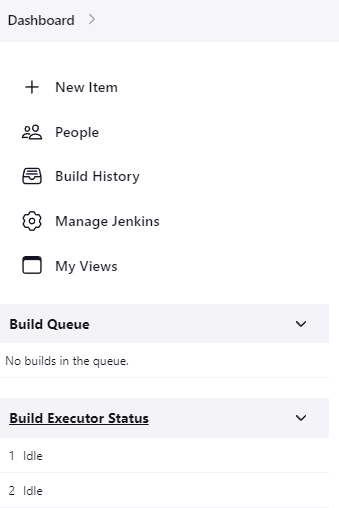 Dashboard
New Item
People
Build History
Manage Jenkins
My Views
Build Queue
No builds in the queue.
Build Executor Status
1 Idle
2 Idle